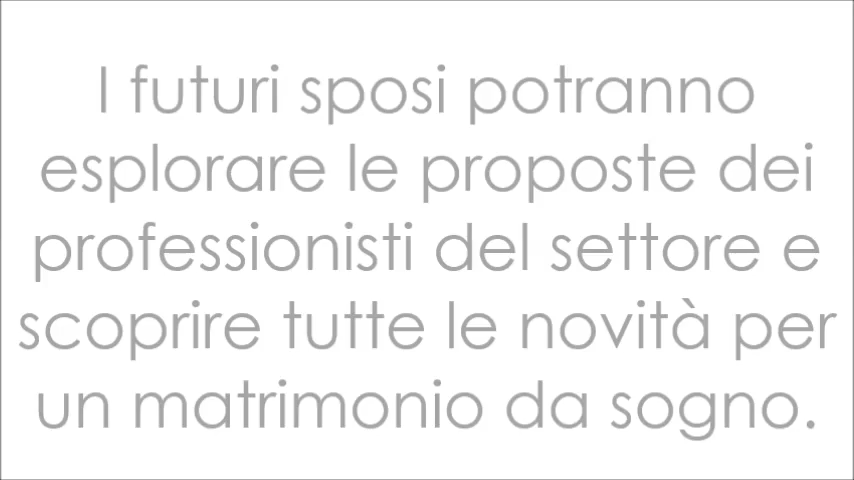 I futuri sposi potranno
esplorare le proposte dei
professionisti del settore e
scoprire tutte le novità per
un matrimonio da sogno.